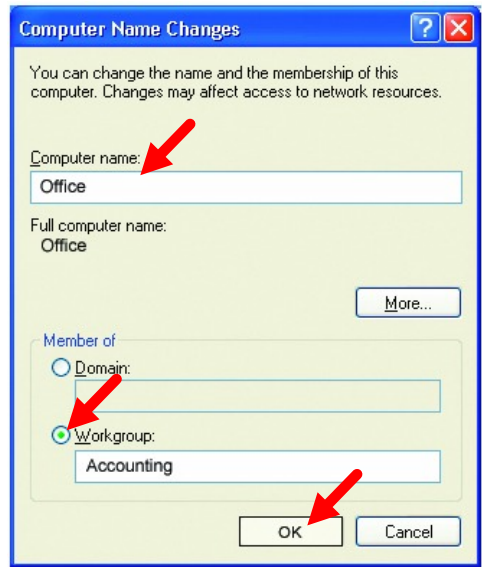 Computer Name Changes
You can change the name and the membership of this
computer. Changes may affect access to network resources.
Computer name:
Office
Full computer name:
Office
More...
Member of
Domain:
Workgroup:
Accounting
OK Cancel